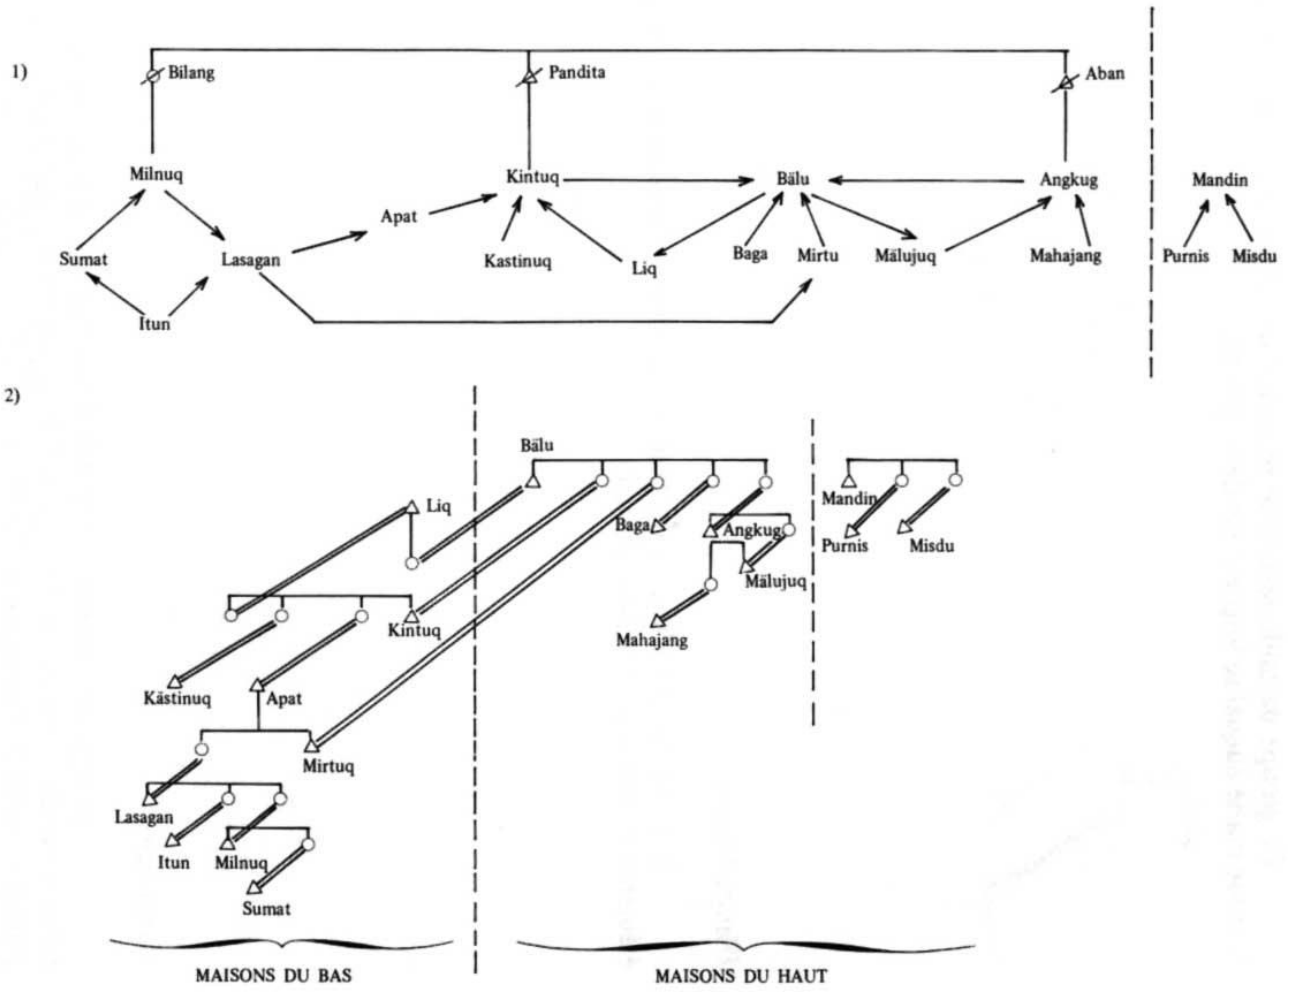 1)
Bilang
Pandita
Aban
Milnuq
Kintuq
Bälu
Angkug
Mandin
Apat
Sumat
Lasagan
Kastinuq
Liq
Baga
Mirtu
Mälujuq
Mahajang
Purnis
Misdu
Itun
2)
Bälu
Liq
Mandin
Baga
Angkug
Purnis
Misdu
Mälujuq
Kintuq
Mahajang
Kästinuq
Apat
Mirtuq
Lasagan
Itun
Milnuq
Sumat
MAISONS DU BAS
MAISONS DU HAUT